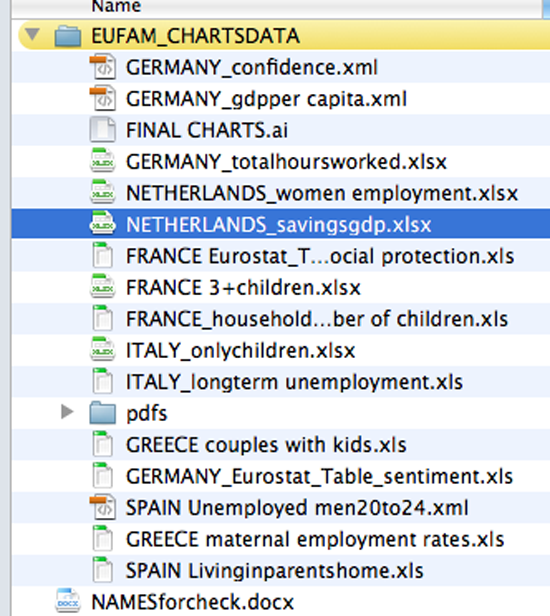 Name
EUFAM_CHARTSDATA
GERMANY_confidence.xml
GERMANY_gdpper capita.xml
FINAL CHARTS.ai
GERMANY_totalhoursworked.xlsx
NETHERLANDS_women employment.xlsx
NETHERLANDS_savingsgdp.xlsx
FRANCE Eurostat_T...ocial protection.xls
FRANCE 3+children.xlsx
FRANCE_household...ber of children.xls
ITALY_onlychildren.xlsx
ITALY_longterm unemployment.xls
pdfs
GREECE couples with kids.xls
GERMANY_Eurostat_Table_sentiment.xls
SPAIN Unemployed men20to24.xml
GREECE maternal employment rates.xls
SPAIN Livinginparentshome.xls
NAMESforcheck.docx